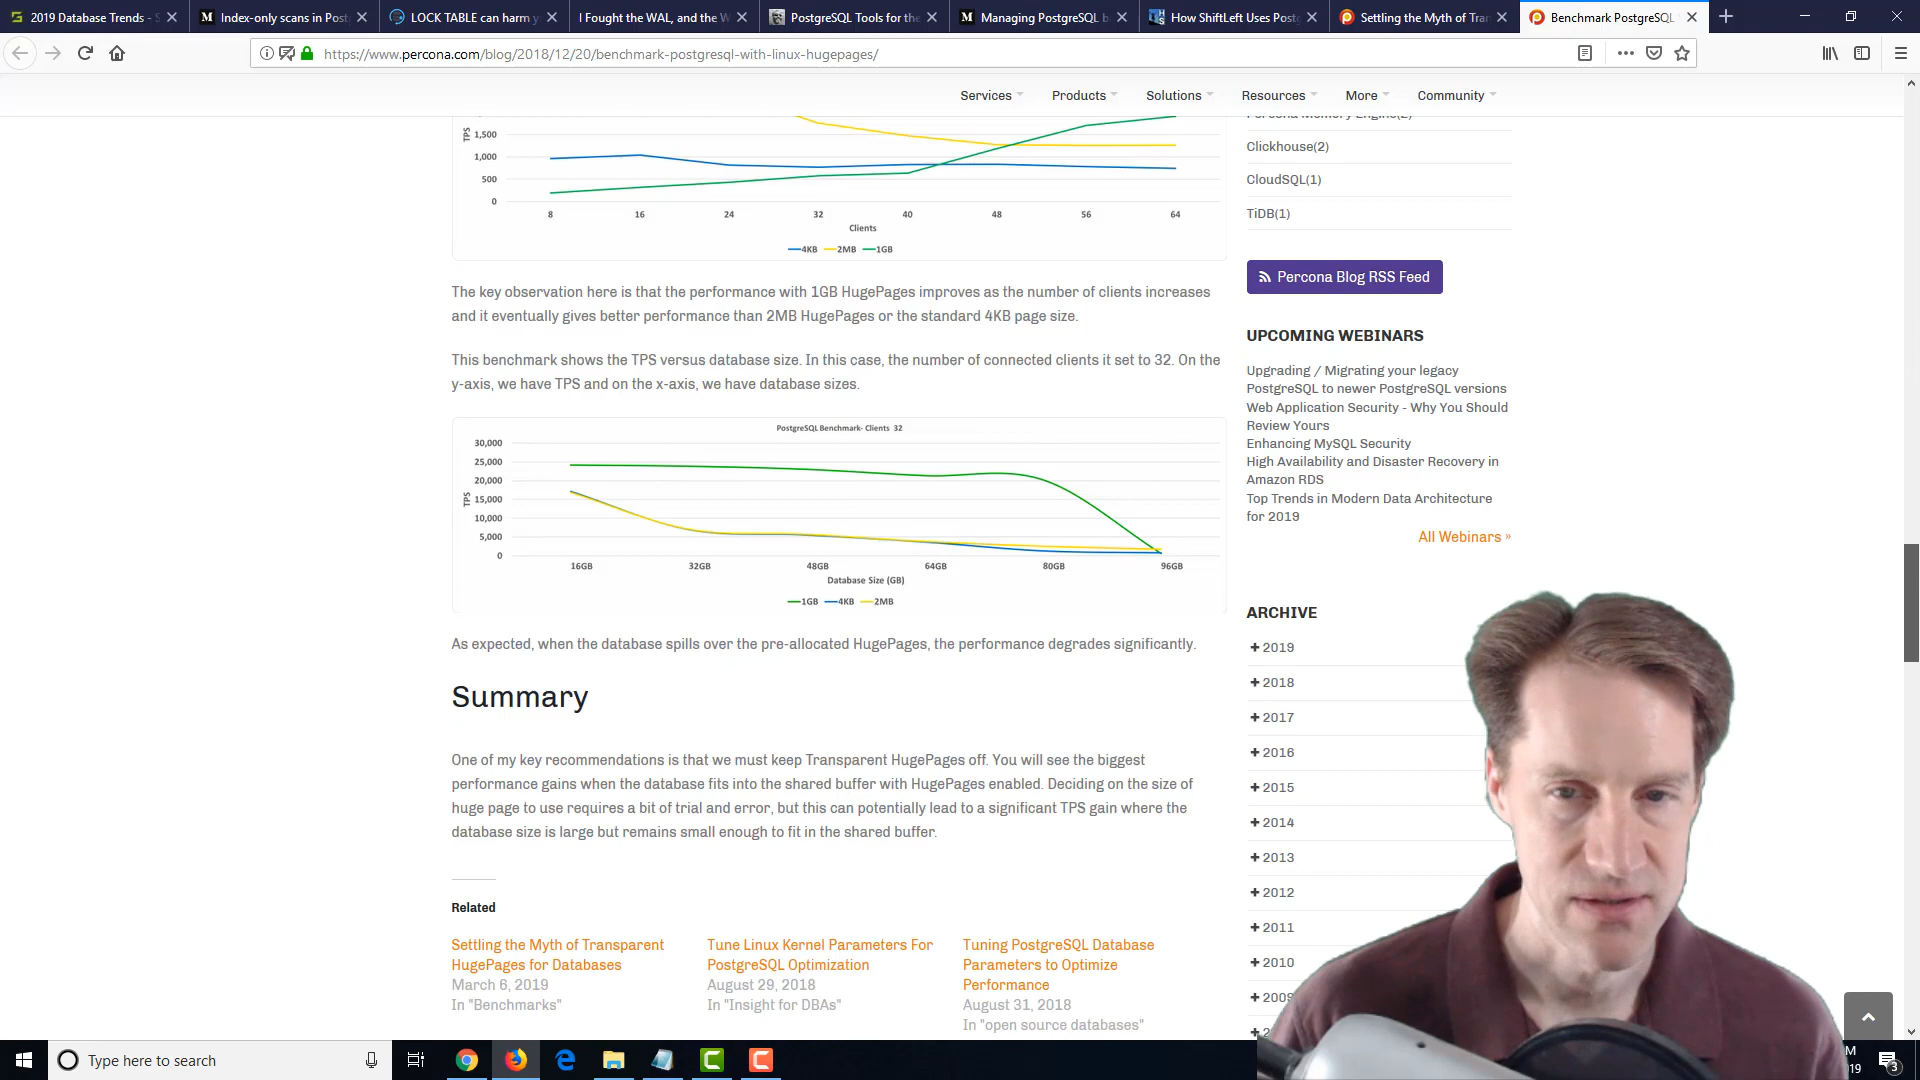 2019 Database Trends - S
Index-only scans in Post
LOCK TABLE can harm y
I Fought the WAL, and the W
PostgreSQL Tools for the
Managing PostgreSQL b
How ShiftLeft Uses Post
Settling the Myth of Tran
Benchmark PostgreSQL
https://www.percona.com/blog/2018/12/20/benchmark-postgresql-with-linux-hugepages/
Services
Products
Solutions
Resources
More
Community
TPS
1,500
1,000
500
0
8 16 24 32 40 48 56 64
Clients
4KB 2MB 1GB
The key observation here is that the performance with 1GB HugePages improves as the number of clients increases
and it eventually gives better performance than 2MB HugePages or the standard 4KB page size.
This benchmark shows the TPS versus database size. In this case, the number of connected clients it set to 32. On the
y-axis, we have TPS and on the x-axis, we have database sizes.
PostgreSQL Benchmark- Clients 32
TPS
30,000
25,000
20,000
15,000
10,000
5,000
0
16GB 32GB 48GB 64GB 80GB 96GB
Database Size (GB)
1GB 4KB 2MB
As expected, when the database spills over the pre-allocated HugePages, the performance degrades significantly.
Summary
One of my key recommendations is that we must keep Transparent HugePages off. You will see the biggest
performance gains when the database fits into the shared buffer with HugePages enabled. Deciding on the size of
huge page to use requires a bit of trial and error, but this can potentially lead to a significant TPS gain where the
database size is large but remains small enough to fit in the shared buffer.
Related
Settling the Myth of Transparent
HugePages for Databases
March 6, 2019
In "Benchmarks"
Tune Linux Kernel Parameters For
PostgreSQL Optimization
August 29, 2018
In "Insight for DBAs"
Tuning PostgreSQL Database
Parameters to Optimize
Performance
August 31, 2018
In "open source databases"
Percona Memory Engine(2)
Clickhouse(2)
CloudSQL(1)
TiDB(1)
Percona Blog RSS Feed
UPCOMING WEBINARS
Upgrading / Migrating your legacy
PostgreSQL to newer PostgreSQL versions
Web Application Security - Why You Should
Review Yours
Enhancing MySQL Security
High Availability and Disaster Recovery in
Amazon RDS
Top Trends in Modern Data Architecture
for 2019
All Webinars »
ARCHIVE
+ 2019
+ 2018
+ 2017
+ 2016
+ 2015
+ 2014
+ 2013
+ 2012
+ 2011
+ 2010
+ 2009
Type here to search
M
19
3